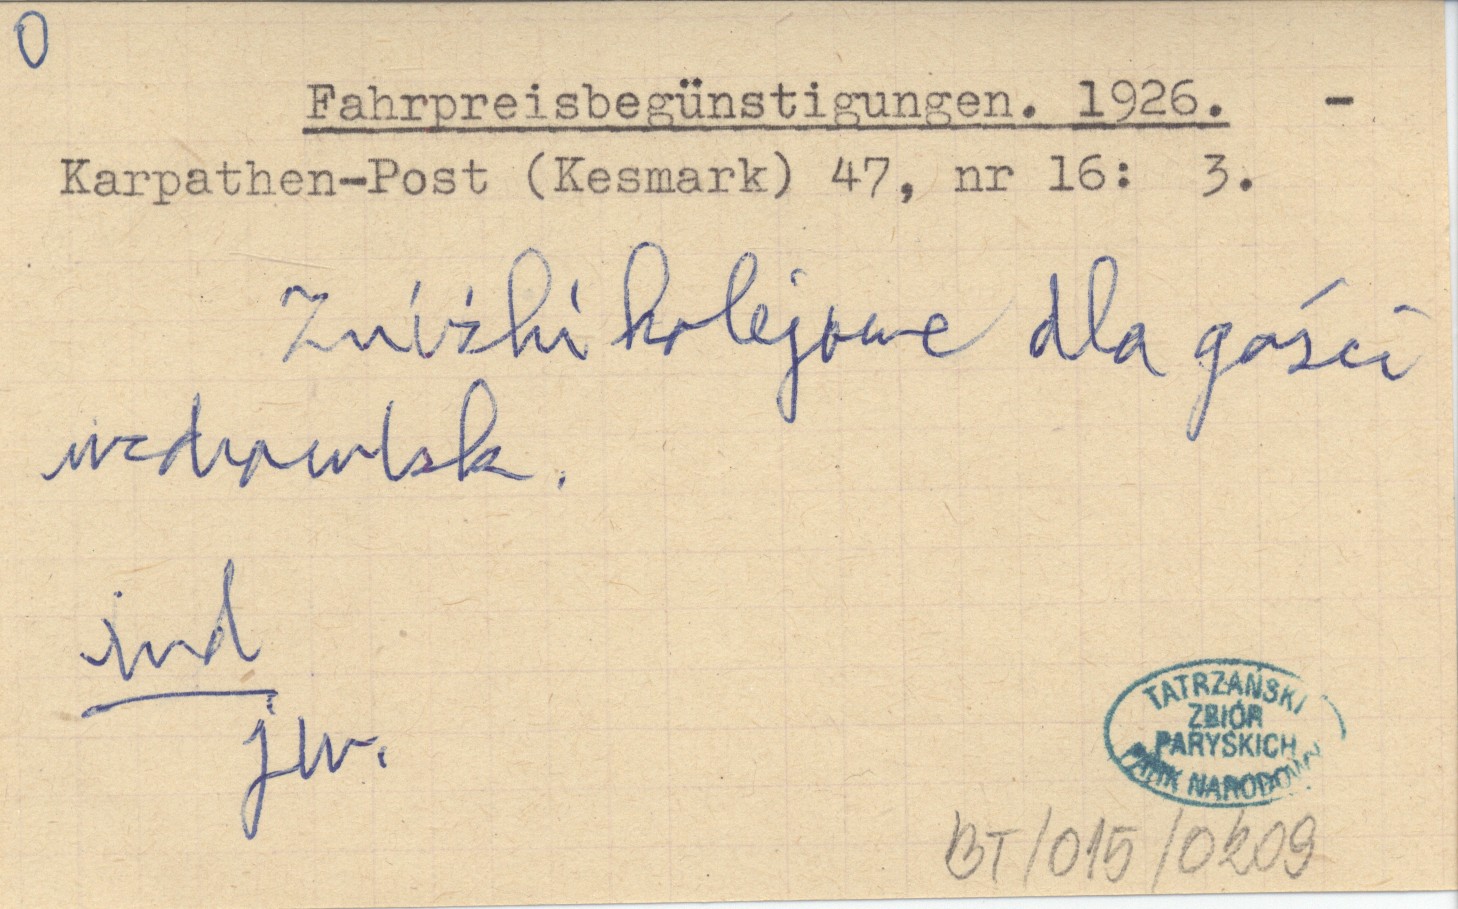 0
Fahrpreisbegünstigungen. 1926. -
Karpathen-Post (Kesmark) 47, nr 16: 3.
Zniżki kolejowe dla gości
uzdrowisk.
ind
jw.
TATRZAŃSKI
ZBIÓR
PARYSKICH
PARK NARODOWY
BT/015/0209